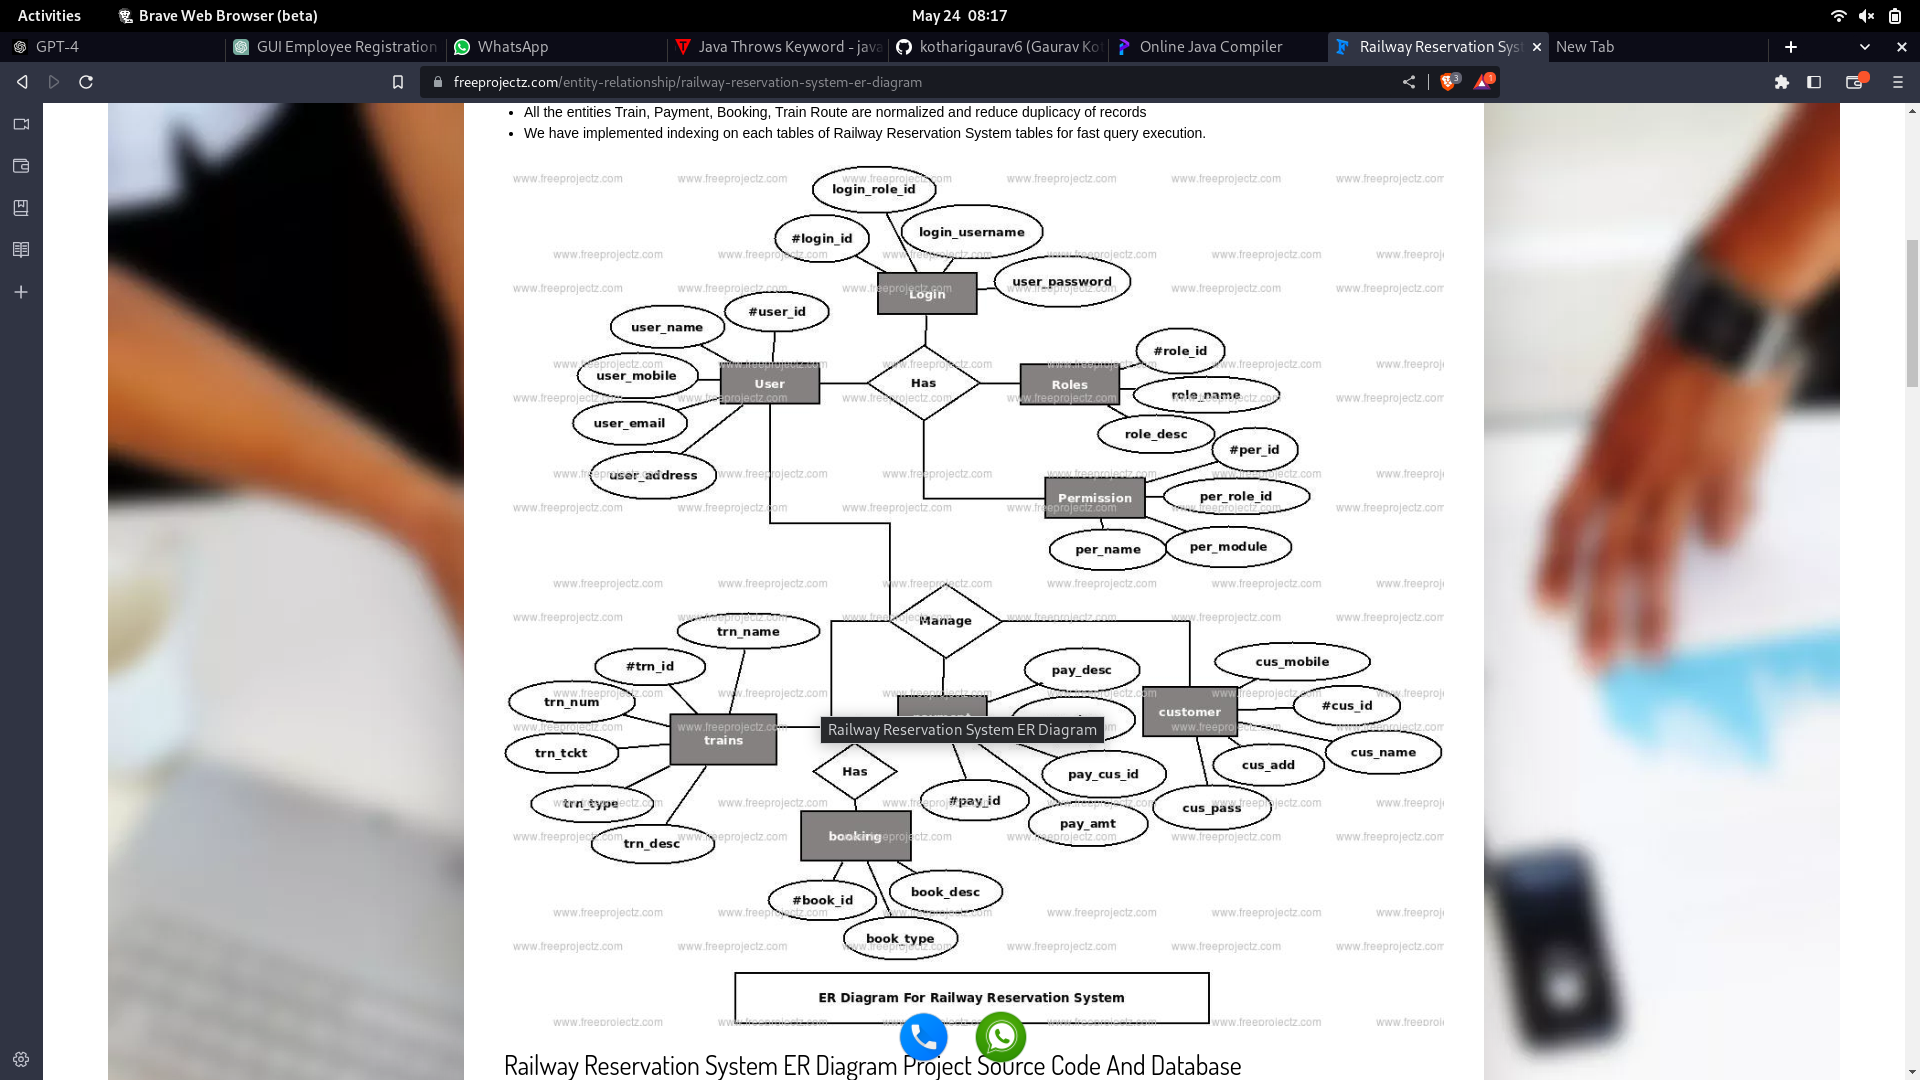 Activities
Brave Web Browser (beta)
May 24 08:17
GPT-4
GUI Employee Registration
WhatsApp
Java Throws Keyword - java
kotharigaurav6 (Gaurav Kot
Online Java Compiler
Railway Reservation Sys
New Tab
freeprojectz.com/entity-relationship/railway-reservation-system-er-diagram
3
1
• All the entities Train, Payment, Booking, Train Route are normalized and reduce duplicacy of records
• We have implemented indexing on each tables of Railway Reservation System tables for fast query execution.
www.freeprojectz.com
login_role_id
#login_id
login_username
user_password
Login
#user_id
user_name
user_mobile
user_email
user_address
User
Has
Roles
#role_id
role_name
role_desc
#per_id
Permission
per_role_id
per_name
per_module
Manage
trn_name
#trn_id
trn_num
trains
trn_tckt
trn_type
trn_desc
pay_desc
customer
cus_mobile
#cus_id
cus_name
cus_add
cus_pass
Railway Reservation System ER Diagram
Has
pay_cus_id
#pay_id
pay_amt
booking
#book_id
book_desc
book_type
ER Diagram For Railway Reservation System
Railway Reservation System ER Diagram Project Source Code And Database